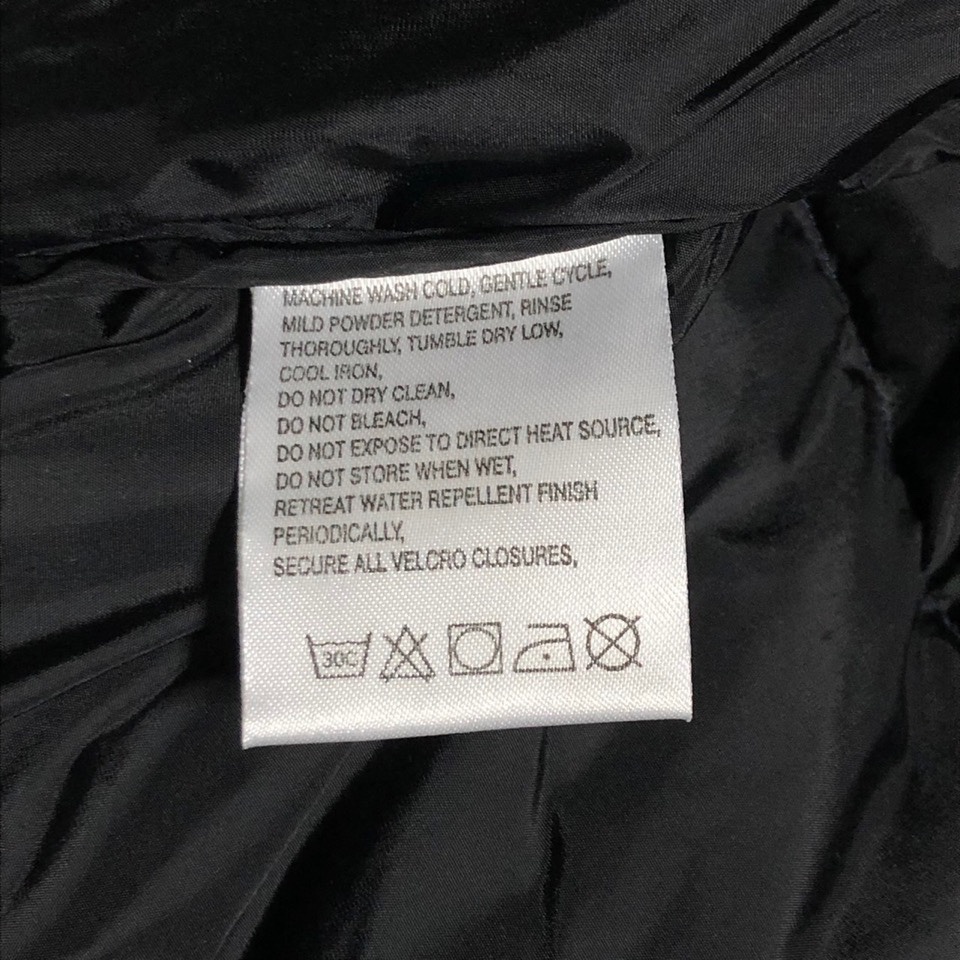 MACHINE WASH COLD, GENTLE CYCLE,
MILD POWDER DETERGENT, RINSE
THOROUGHLY, TUMBLE DRY LOW,
COOL IRON,
DO NOT DRY CLEAN,
DO NOT BLEACH,
DO NOT EXPOSE TO DIRECT HEAT SOURCE,
DO NOT STORE WHEN WET,
RETREAT WATER REPELLENT FINISH
PERIODICALLY,
SECURE ALL VELCRO CLOSURES,
30C